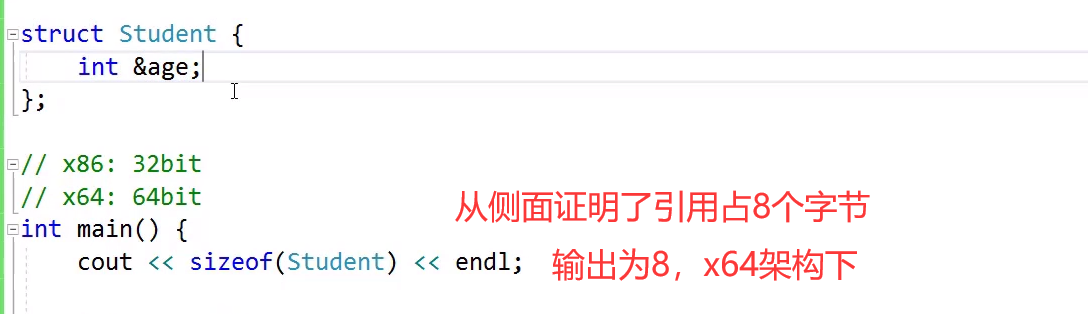 struct Student {
int &age;
};
// x86: 32bit
// x64: 64bit
从侧面证明了引用占8个字节
int main() {
cout << sizeof(Student) << endl;
输出为8，x64架构下